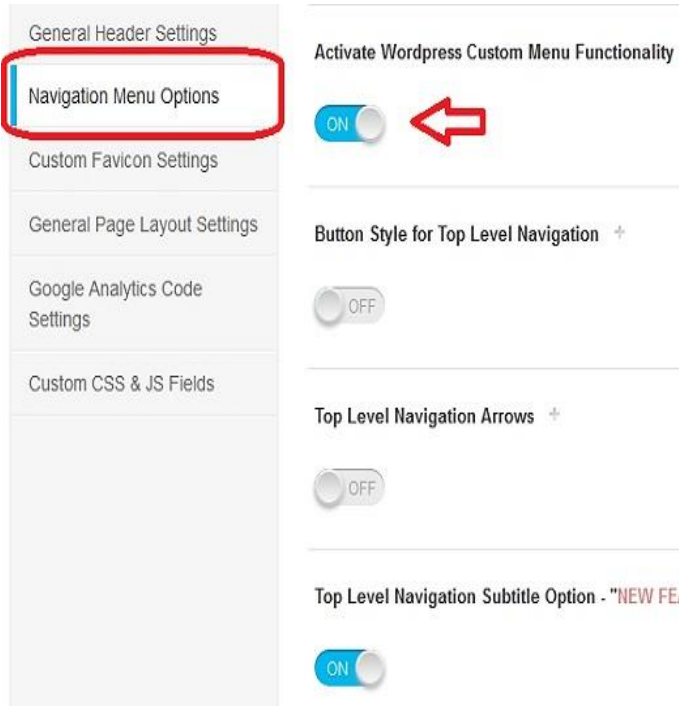 General Header Settings
Navigation Menu Options
Custom Favicon Settings
General Page Layout Settings
Google Analytics Code
Settings
Custom CSS & JS Fields
Activate Wordpress Custom Menu Functionality
ON
Button Style for Top Level Navigation +
OFF
Top Level Navigation Arrows +
OFF
Top Level Navigation Subtitle Option - "NEW FEA
ON